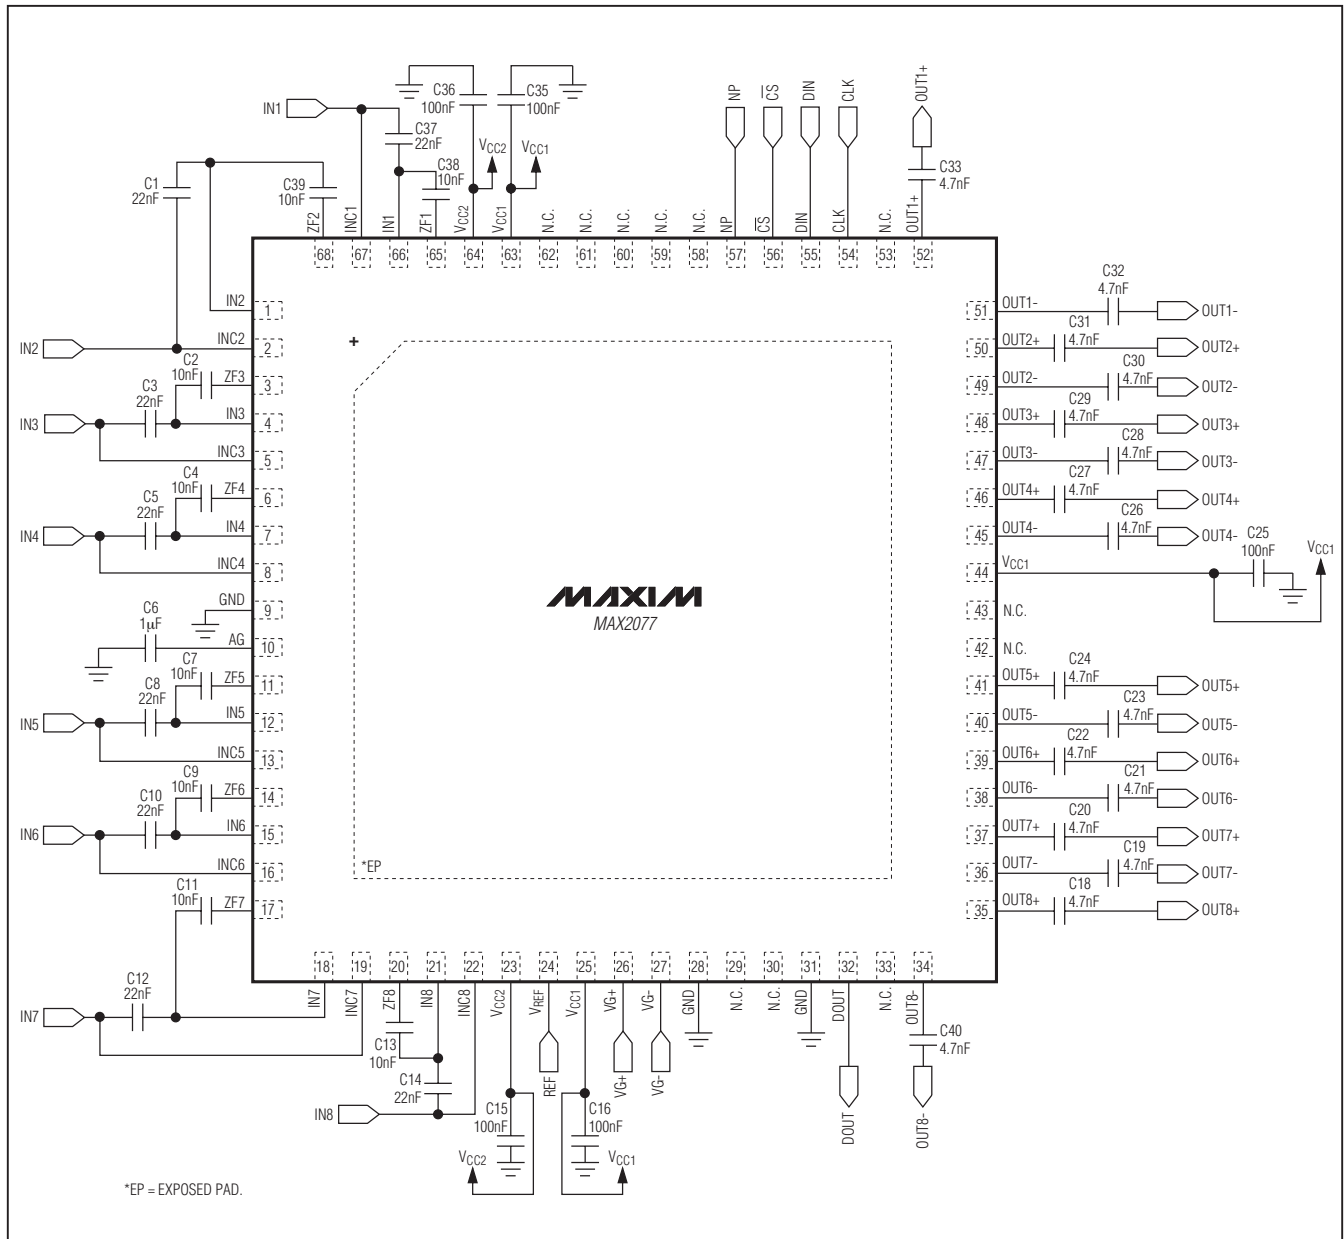 C36
100nF
C35
100nF
IN1
C37
22nF
VCC2
VCC1
C38
10nF
NP
CS
DIN
CLK
OUT1+
C33
4.7nF
C1
22nF
C39
10nF
ZF2
INC1
IN1
ZF1
VCC2
VCC1
N.C.
N.C.
N.C.
N.C.
N.C.
NP
CS
DIN
CLK
N.C.
OUT1+
68
67
66
65
64
63
62
61
60
59
58
57
56
55
54
53
52
IN2
1
IN2
INC2
2
C2
10nF
ZF3
3
C3
22nF
IN3
IN3
4
INC3
5
C4
10nF
ZF4
6
C5
22nF
IN4
IN4
7
INC4
8
GND
9
C6
1µF
AG
10
C7
10nF
ZF5
11
C8
22nF
IN5
IN5
12
INC5
13
C9
10nF
ZF6
14
C10
22nF
IN6
IN6
15
INC6
16
C11
10nF
ZF7
17
+
MAXIM
MAX2077
*EP
51
OUT1-
C32
4.7nF
OUT1-
50
OUT2+
C31
4.7nF
OUT2+
49
OUT2-
C30
4.7nF
OUT2-
48
OUT3+
C29
4.7nF
OUT3+
47
OUT3-
C28
4.7nF
OUT3-
46
OUT4+
C27
4.7nF
OUT4+
45
OUT4-
C26
4.7nF
OUT4-
44
VCC1
C25
100nF
VCC1
43
N.C.
42
N.C.
41
OUT5+
C24
4.7nF
OUT5+
40
OUT5-
C23
4.7nF
OUT5-
39
OUT6+
C22
4.7nF
OUT6+
38
OUT6-
C21
4.7nF
OUT6-
37
OUT7+
C20
4.7nF
OUT7+
36
OUT7-
C19
4.7nF
OUT7-
35
OUT8+
C18
4.7nF
OUT8+
18
19
20
21
22
23
24
25
26
27
28
29
30
31
32
33
34
IN7
INC7
ZF8
IN8
INC8
VCC2
VREF
VCC1
VG+
VG-
GND
N.C.
N.C.
GND
DOUT
N.C.
OUT8-
C12
22nF
IN7
C13
10nF
C14
22nF
IN8
C15
100nF
VCC2
REF
C16
100nF
VCC1
VG+
VG-
DOUT
C40
4.7nF
OUT8-
*EP = EXPOSED PAD.